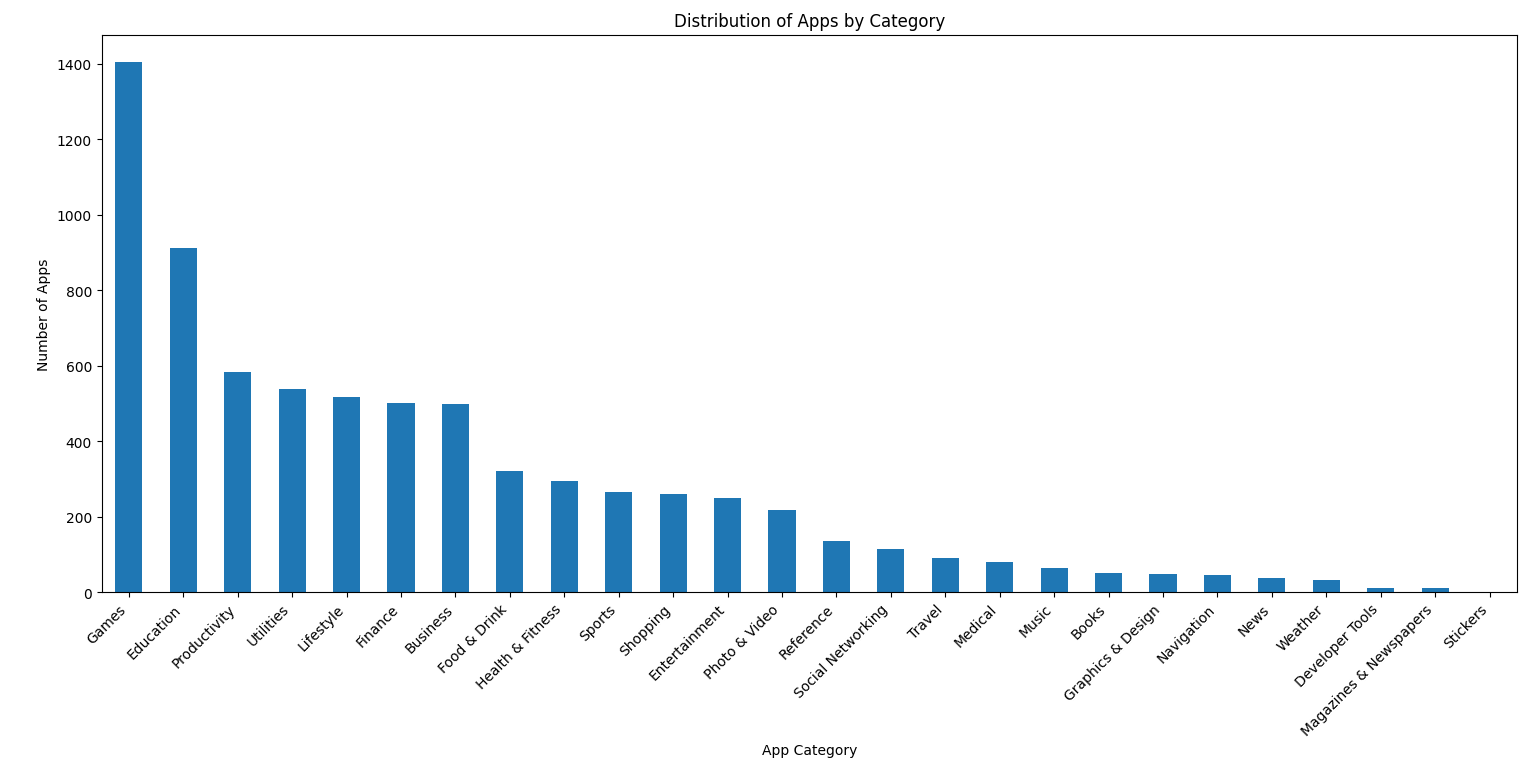 Distribution of Apps by Category
Number of Apps
1400
1200
1000
800
600
400
200
0
Games
Education
Productivity
Utilities
Lifestyle
Finance
Business
Food & Drink
Health & Fitness
Sports
Shopping
Entertainment
Photo & Video
Reference
Social Networking
Travel
Medical
Music
Books
Graphics & Design
Navigation
News
Weather
Developer Tools
Magazines & Newspapers
Stickers
App Category